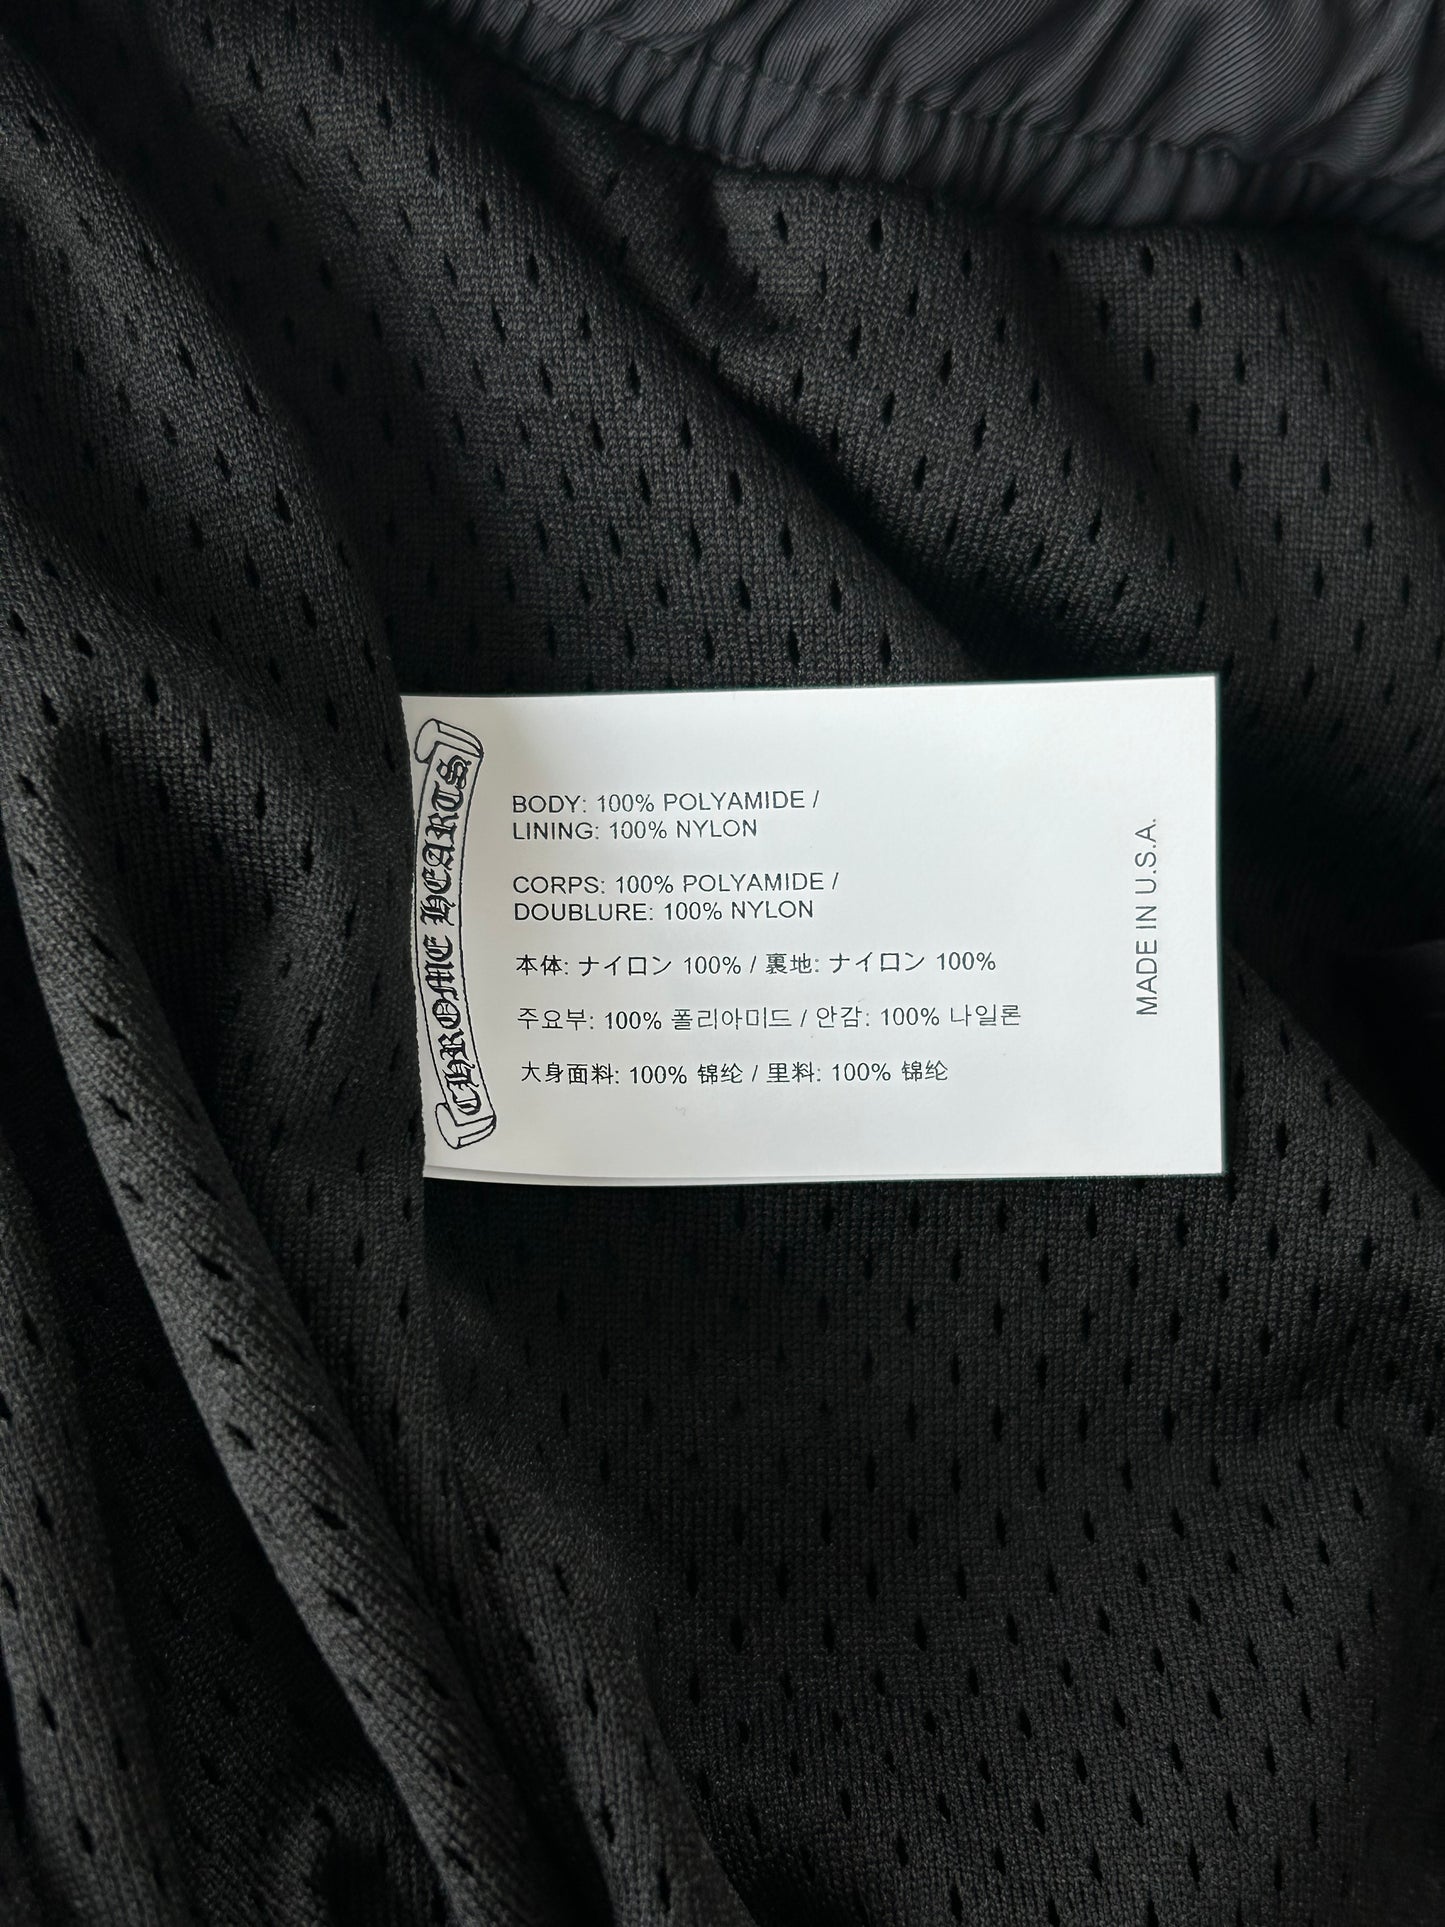 CHROME HEARTS
BODY: 100% POLYAMIDE /
LINING: 100% NYLON
CORPS: 100% POLYAMIDE /
DOUBLURE: 100% NYLON
本体: ナイロン 100% / 裏地: ナイロン 100%
주요부: 100% 폴리아미드 / 안감: 100% 나일론
大身面料: 100% 锦纶 / 里料: 100% 锦纶
MADE IN U.S.A.